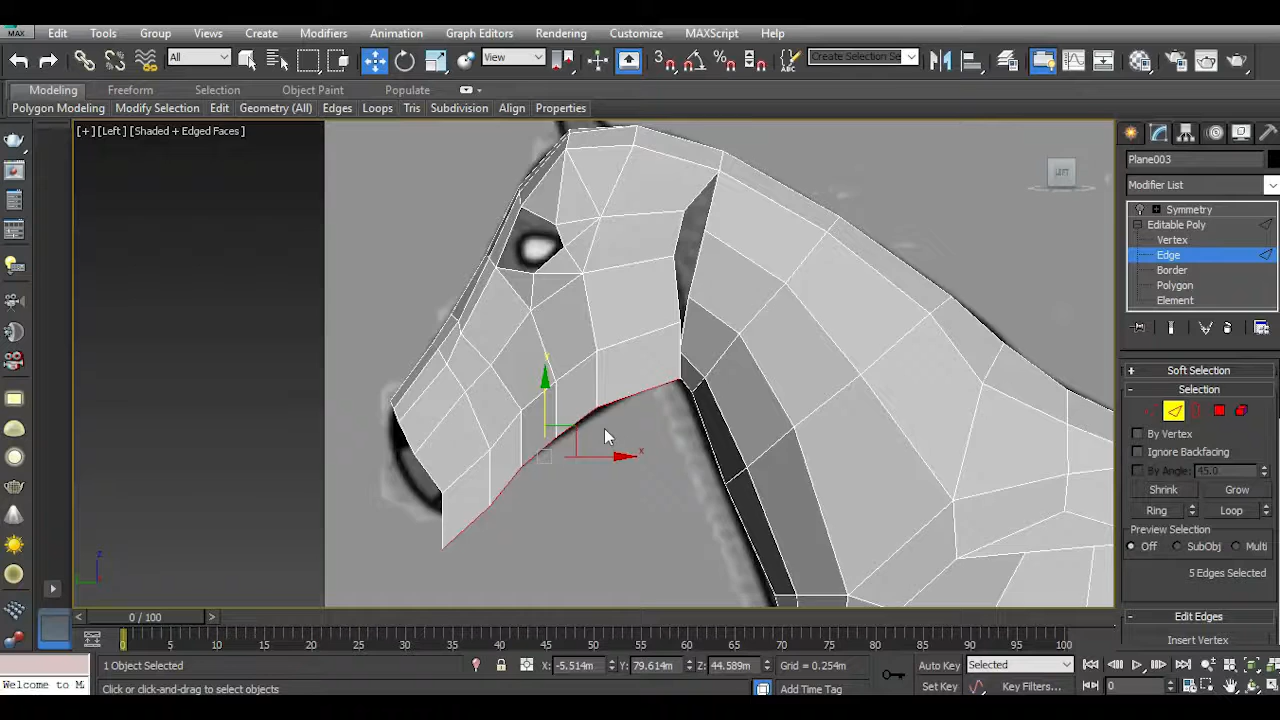 MAX Edit Tools Group Views Create Modifiers Animation Graph Editors Rendering Customize MAXScript Help
All View Create Selection Se
Modeling Freeform Selection Object Paint Populate
Polygon Modeling Modify Selection Edit Geometry (All) Edges Loops Tris Subdivision Align Properties
[+] [Left] [Shaded + Edged Faces]
LEFT
Plane003
Modifier List
Symmetry
Editable Poly
Vertex
Edge
Border
Polygon
Element
Soft Selection
Selection
By Vertex
Ignore Backfacing
By Angle: 45.0
Shrink Grow
Ring Loop
Preview Selection
Off SubObj Multi
5 Edges Selected
Edit Edges
Insert Vertex
y
x
z
0 / 100
0 5 10 15 20 25 30 35 40 45 50 55 60 65 70 75 80 85 90 95 100
1 Object Selected X: -5.514m Y: 79.614m Z: 44.589m Grid = 0.254m Auto Key Selected
Welcome to M Click or click-and-drag to select objects Add Time Tag Set Key Key Filters... 0